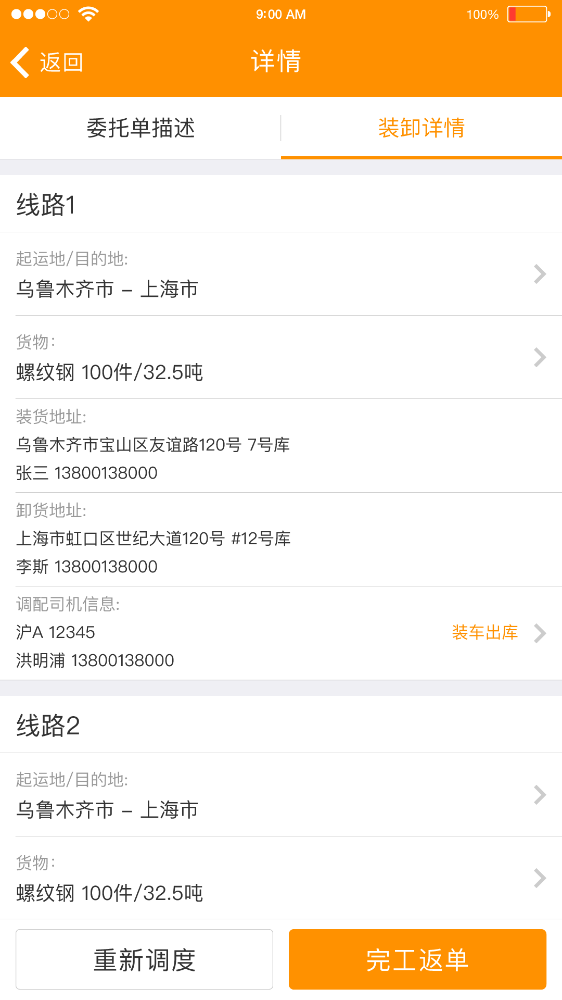 9:00 AM
100%
返回
详情
委托单描述
装卸详情
线路1
起运地/目的地:
乌鲁木齐市 – 上海市
货物:
螺纹钢 100件/32.5吨
装货地址:
乌鲁木齐市宝山区友谊路120号 7号库
张三 13800138000
卸货地址:
上海市虹口区世纪大道120号 #12号库
李斯 13800138000
调配司机信息:
沪A 12345
装车出库
洪明浦 13800138000
线路2
起运地/目的地:
乌鲁木齐市 – 上海市
货物:
螺纹钢 100件/32.5吨
重新调度
完工返单